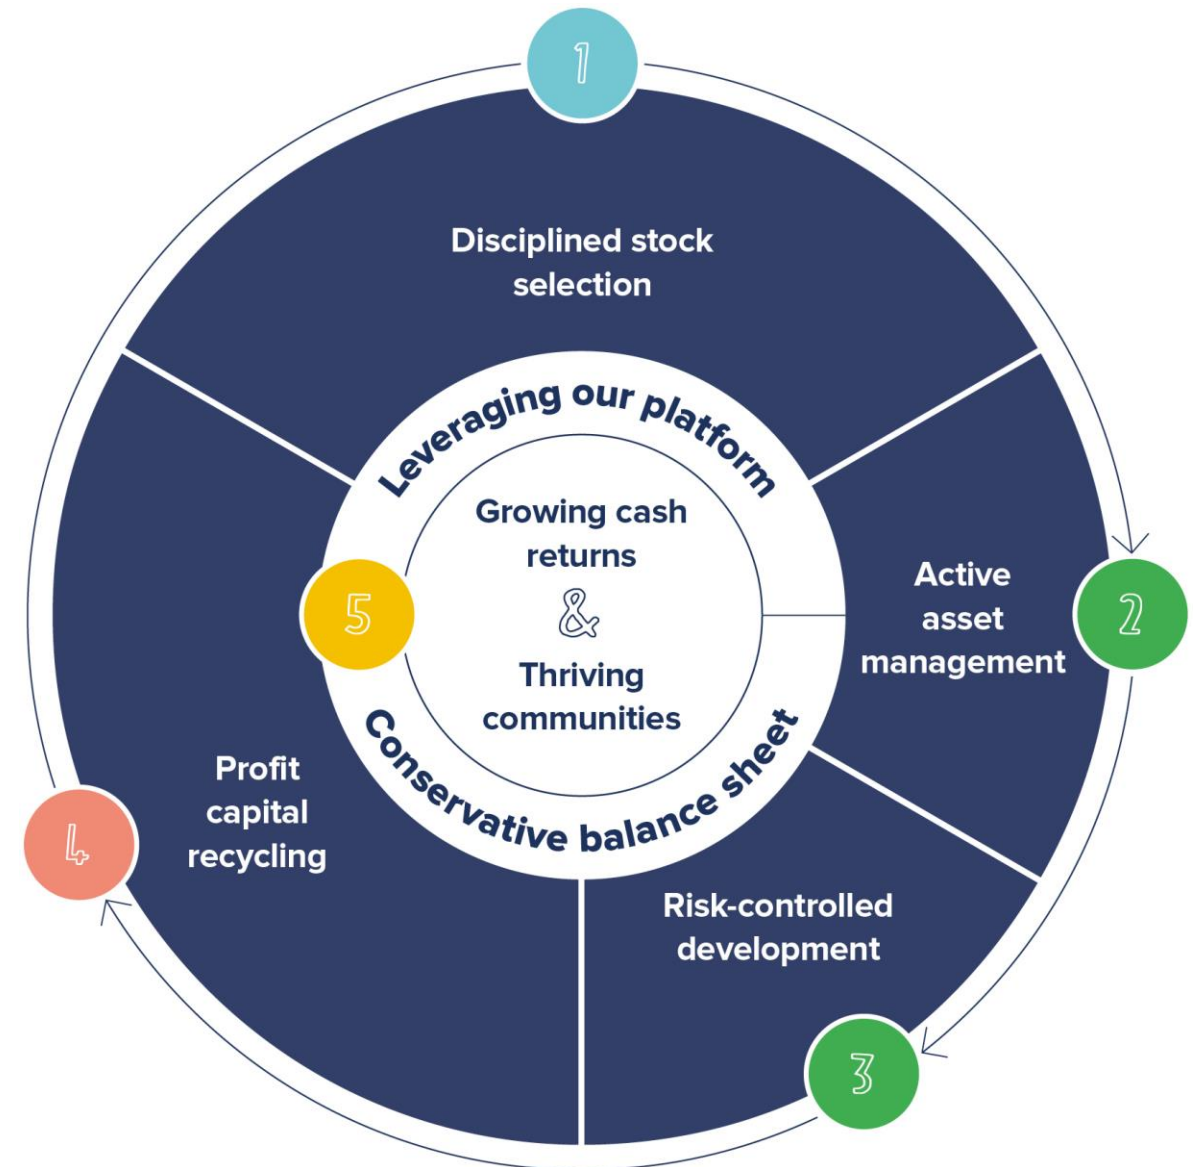 1
Disciplined stock
selection
Leveraging our platform
Growing cash
returns
&
Thriving
communities
Conservative balance sheet
5
Active
asset
management
2
Risk-controlled
development
3
Profit
capital
recycling
4